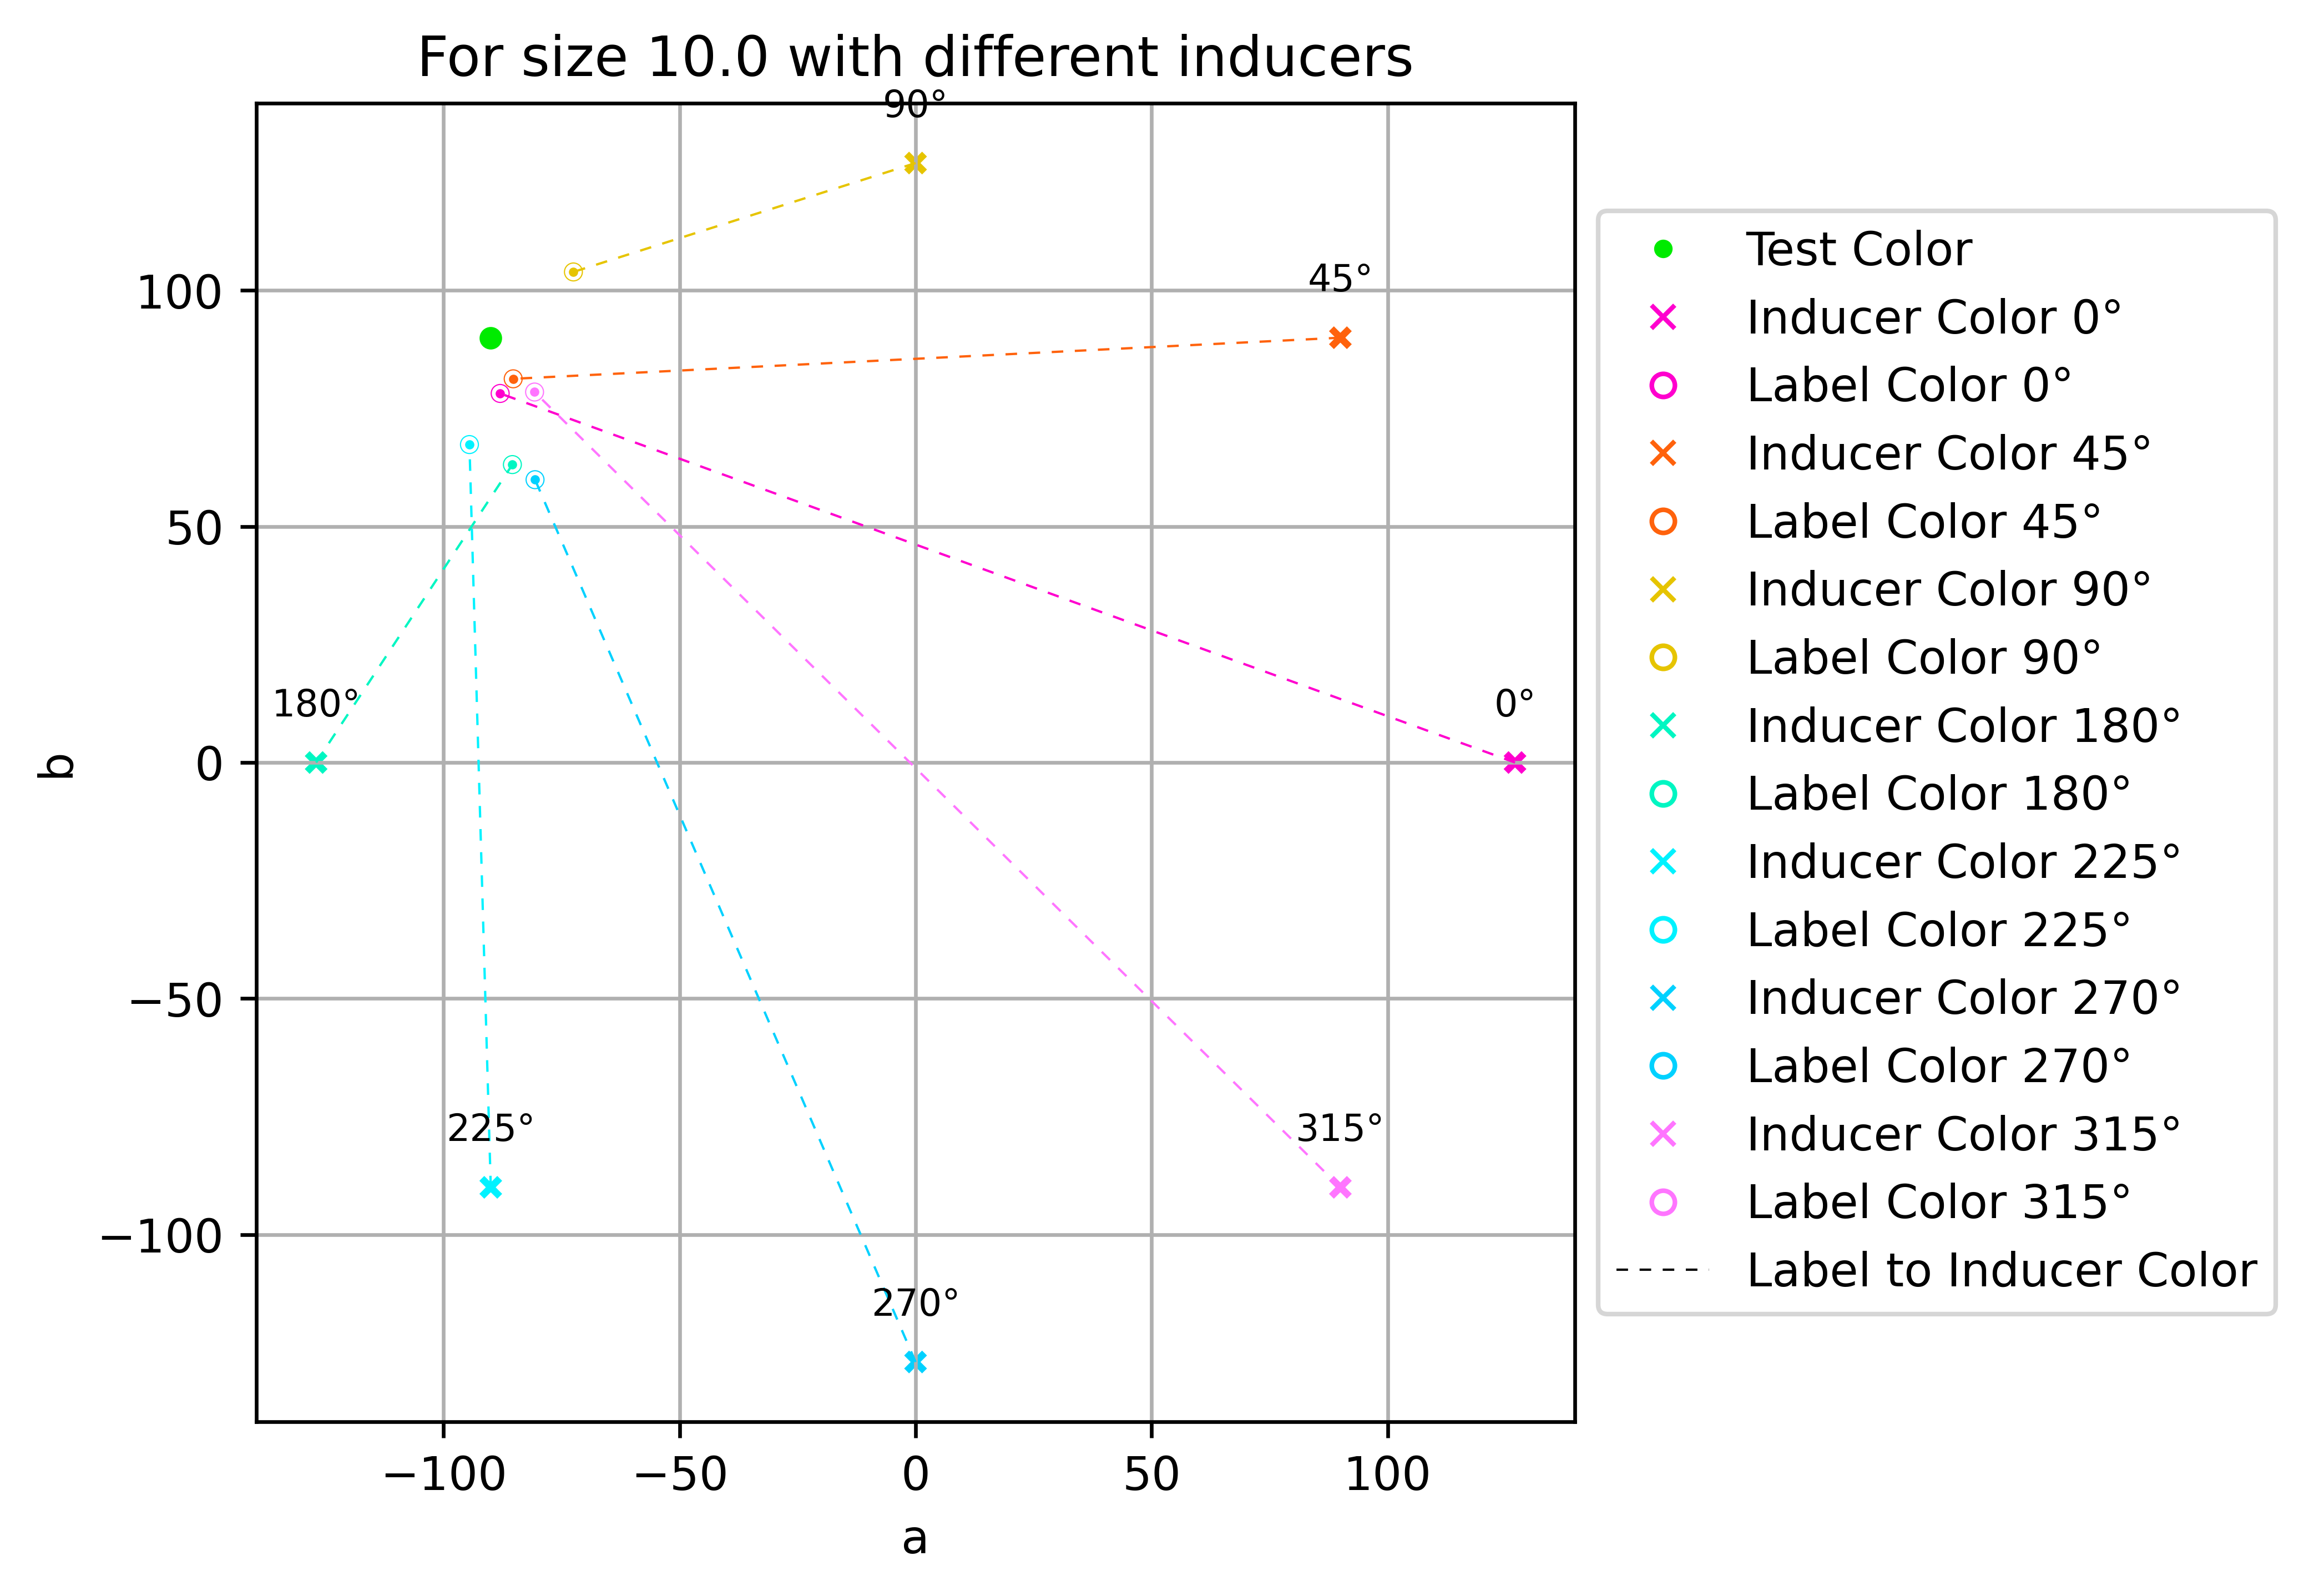 For size 10.0 with different inducers
90°
45°
180°
0°
225°
315°
270°
100
50
0
−50
−100
b
−100
−50
0
50
100
a
Test Color
Inducer Color 0°
Label Color 0°
Inducer Color 45°
Label Color 45°
Inducer Color 90°
Label Color 90°
Inducer Color 180°
Label Color 180°
Inducer Color 225°
Label Color 225°
Inducer Color 270°
Label Color 270°
Inducer Color 315°
Label Color 315°
Label to Inducer Color